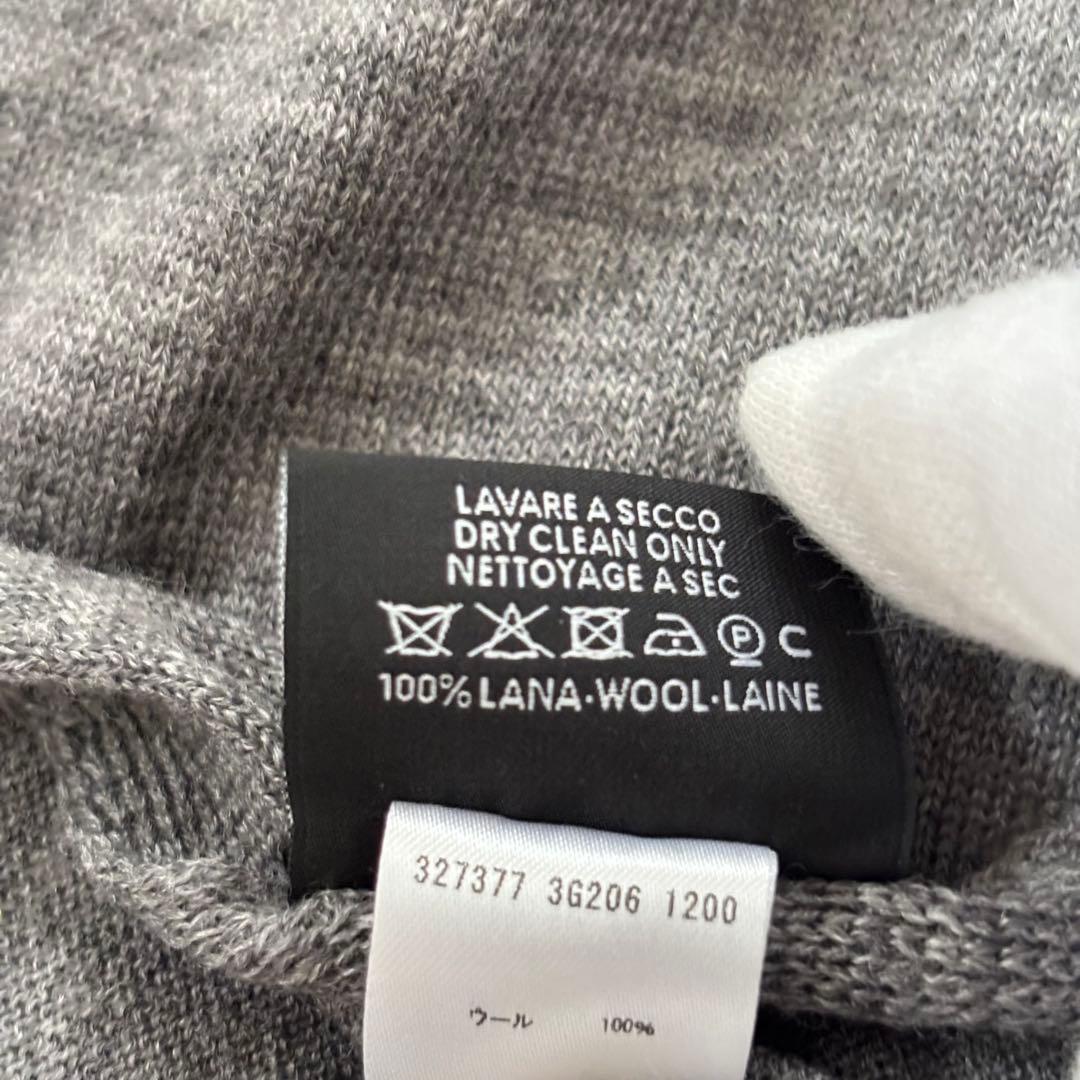 LAVARE A SECCO
DRY CLEAN ONLY
NETTOYAGE A SEC
P C
100% LANA·WOOL·LAINE
327377 3G206 1200
ウール 100%